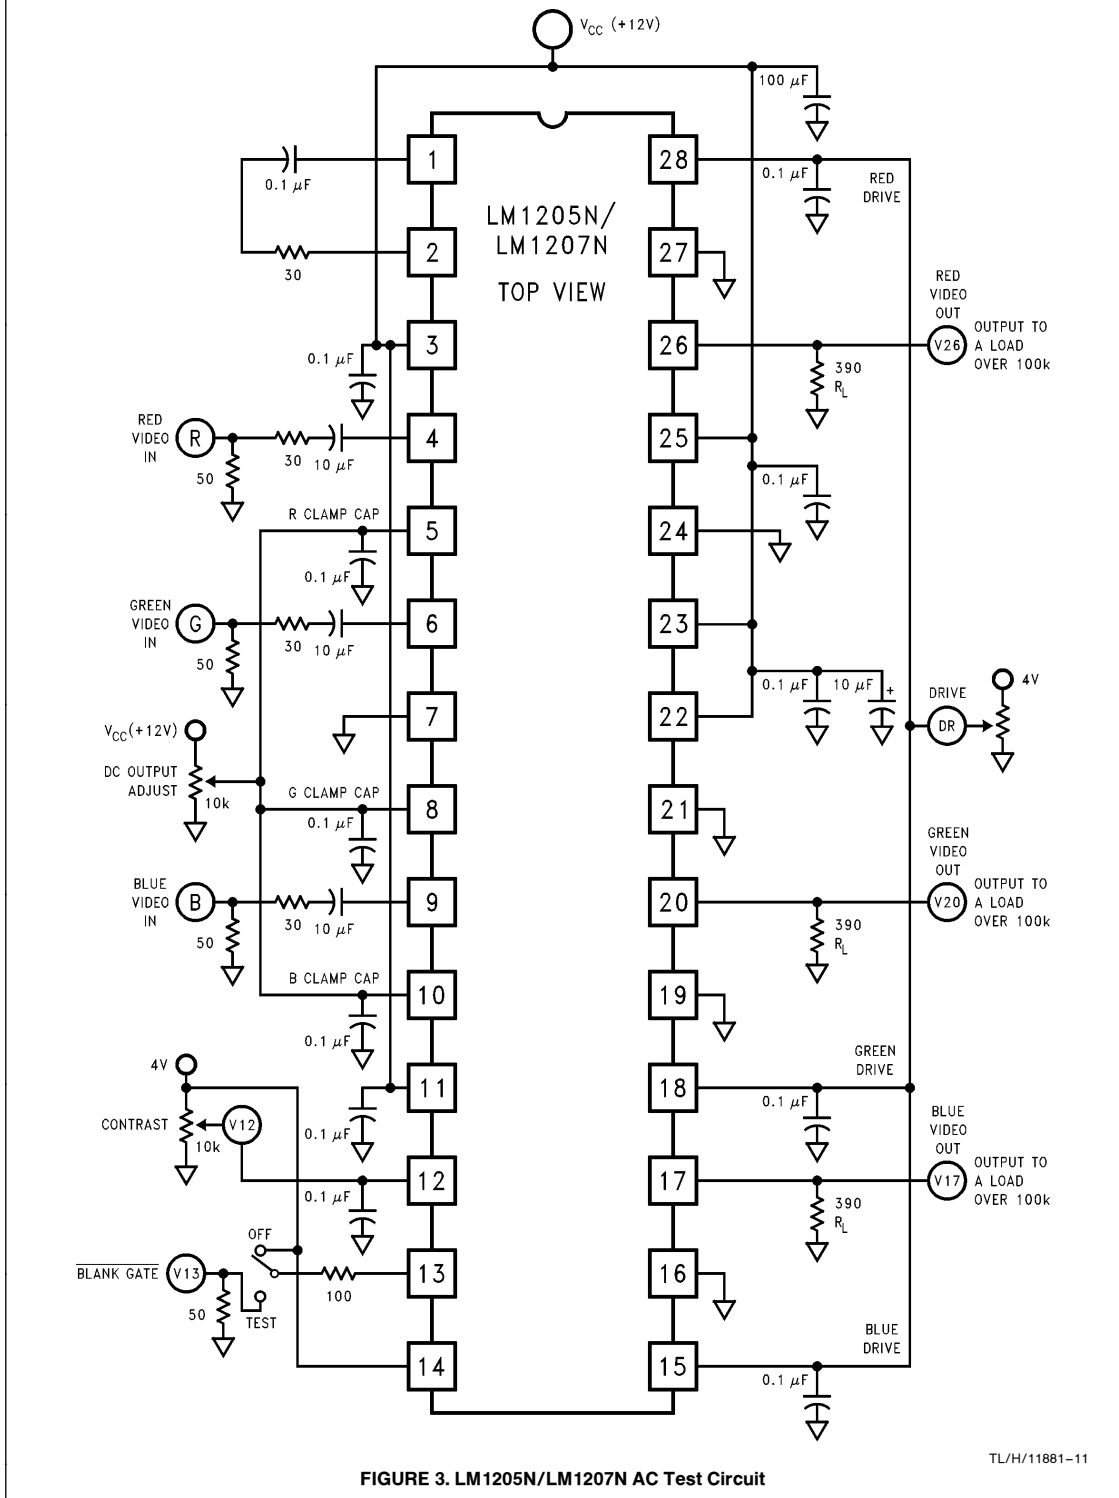 V_CC (+12V)
100 μF
1
28
0.1 μF
0.1 μF
RED
DRIVE
LM1205N/
LM1207N
TOP VIEW
2
27
30
RED
VIDEO
OUT
3
26
V26
OUTPUT TO
A LOAD
OVER 100k
0.1 μF
390
R_L
RED
VIDEO
IN
R
4
25
30
10 μF
50
0.1 μF
R CLAMP CAP
5
24
0.1 μF
GREEN
VIDEO
IN
G
6
23
30
10 μF
50
0.1 μF
10 μF
+
4V
DRIVE
DR
7
22
V_CC(+12V)
DC OUTPUT
ADJUST
10k
G CLAMP CAP
8
21
0.1 μF
GREEN
VIDEO
OUT
BLUE
VIDEO
IN
B
9
20
V20
OUTPUT TO
A LOAD
OVER 100k
30
10 μF
50
390
R_L
B CLAMP CAP
10
19
0.1 μF
4V
GREEN
DRIVE
11
18
0.1 μF
CONTRAST
V12
10k
0.1 μF
BLUE
VIDEO
OUT
12
17
V17
OUTPUT TO
A LOAD
OVER 100k
0.1 μF
390
R_L
OFF
BLANK GATE
V13
13
16
100
50
TEST
BLUE
DRIVE
14
15
0.1 μF
TL/H/11881–11
FIGURE 3. LM1205N/LM1207N AC Test Circuit